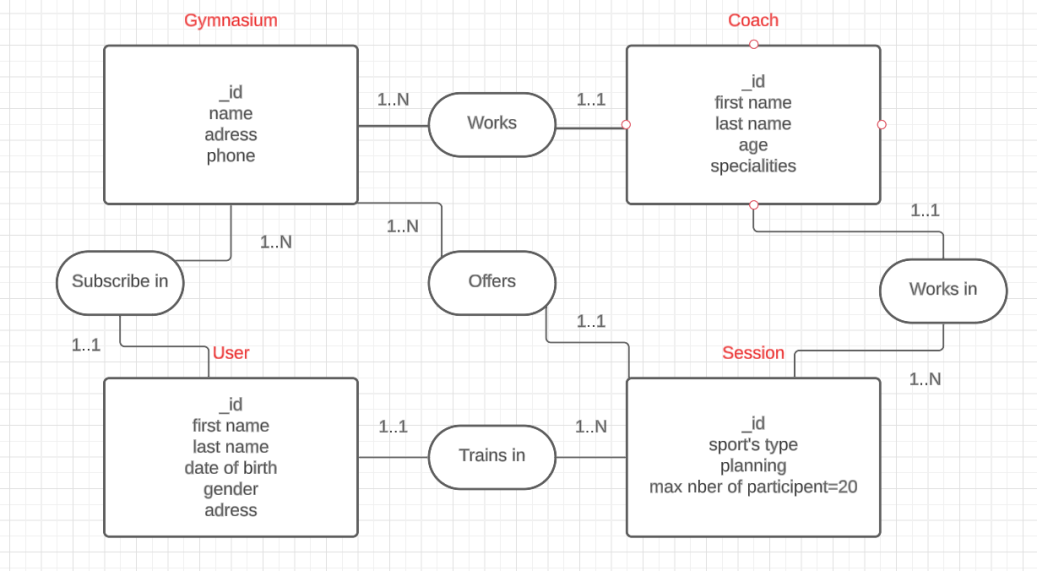 Gymnasium
Coach
_id
name
adress
phone
1..N
Works
1..1
_id
first name
last name
age
specialities
1..N
1..N
1..1
Subscribe in
Offers
Works in
1..1
1..1
1..N
User
Session
_id
first name
last name
date of birth
gender
adress
1..1
Trains in
1..N
_id
sport's type
planning
max nber of participent=20